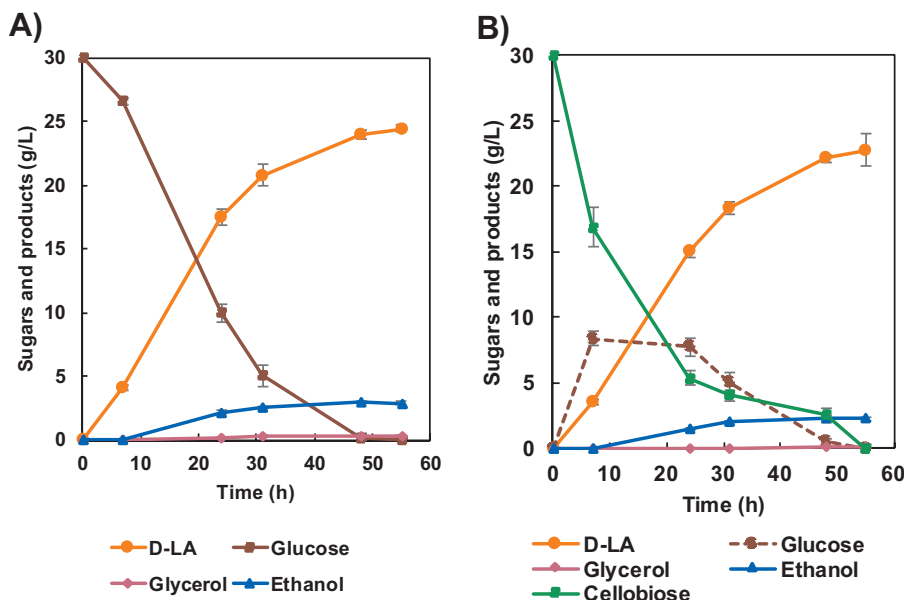 A)
30
25
20
15
10
5
0
Sugars and products (g/L)
0 10 20 30 40 50 60
Time (h)
D-LA Glucose
Glycerol Ethanol
B)
30
25
20
15
10
5
0
Sugars and products (g/L)
0 10 20 30 40 50 60
Time (h)
D-LA Glucose
Glycerol Ethanol
Cellobiose